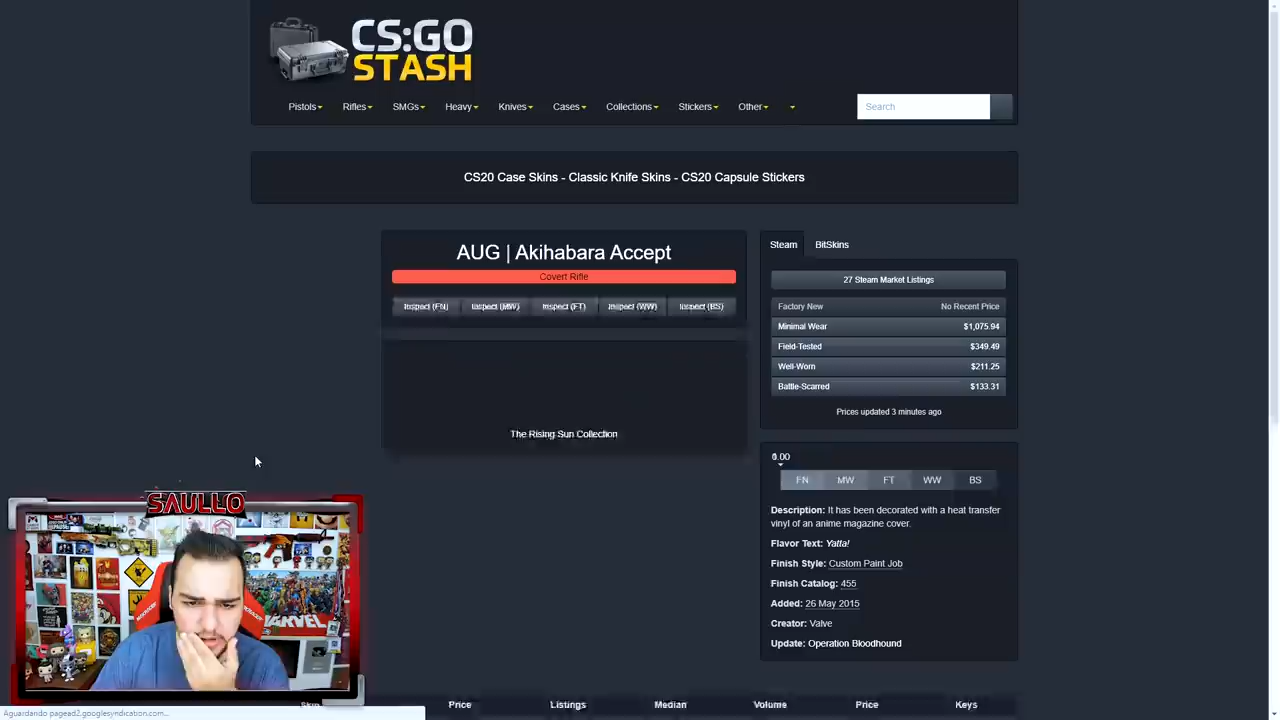 CS:GO
STASH
Pistols Rifles SMGs Heavy Knives Cases Collections Stickers Other
Search
CS20 Case Skins - Classic Knife Skins - CS20 Capsule Stickers
AUG | Akihabara Accept
Covert Rifle
Inspect (FN) Inspect (MW) Inspect (FT) Inspect (WW) Inspect (BS)
The Rising Sun Collection
Steam BitSkins
27 Steam Market Listings
Factory New No Recent Price
Minimal Wear $1,075.94
Field-Tested $349.49
Well-Worn $211.25
Battle-Scarred $133.31
Prices updated 3 minutes ago
FN MW FT WW BS
Description: It has been decorated with a heat transfer
vinyl of an anime magazine cover.
Flavor Text: Yatta!
Finish Style: Custom Paint Job
Finish Catalog: 455
Added: 26 May 2015
Creator: Valve
Update: Operation Bloodhound
SAULLO
MARVEL
Price Listings Median Volume Price Keys
Aguardando pagead2.googlesyndication.com...